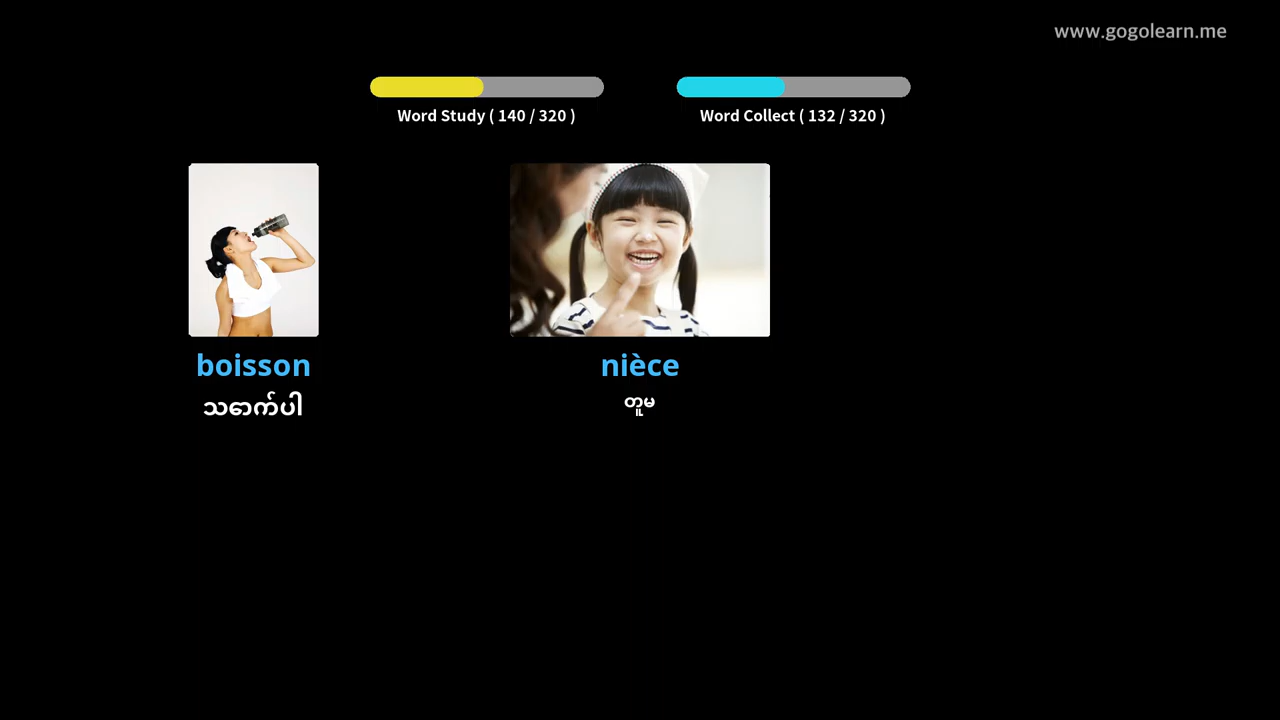 www.gogolearn.me
Word Study ( 140 / 320 )
Word Collect ( 132 / 320 )
boisson
သောက်ပါ
nièce
တူမ